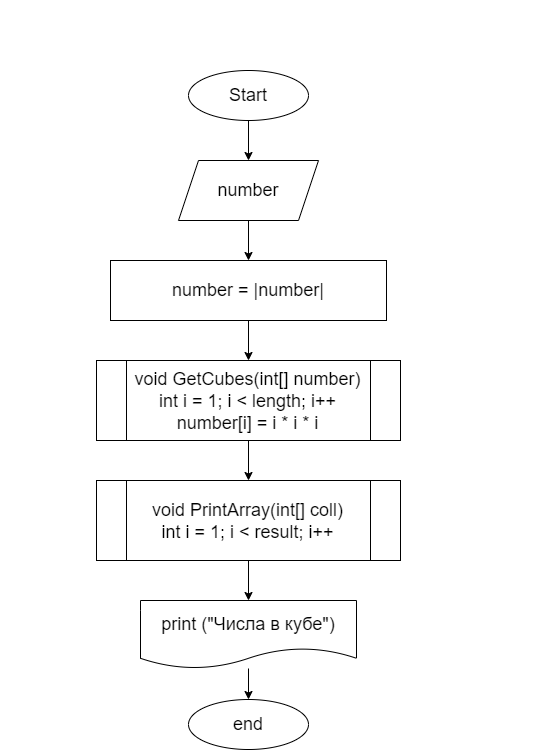 Start
number
number = |number|
void GetCubes(int[] number)
int i = 1; i < length; i++
number[i] = i * i * i
void PrintArray(int[] coll)
int i = 1; i < result; i++
print ("Числа в кубе")
end